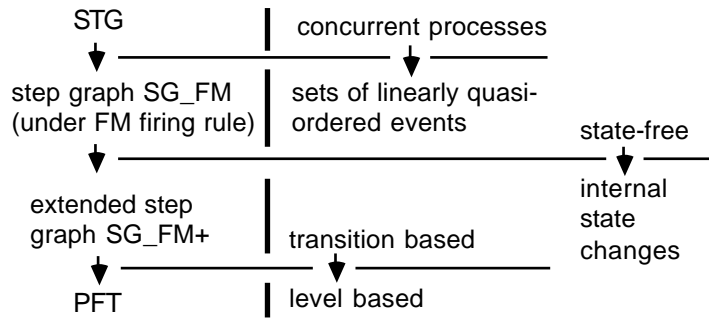 STG
concurrent processes
step graph SG_FM
(under FM firing rule)
sets of linearly quasi-
ordered events
state-free
internal
state
changes
extended step
graph SG_FM+
transition based
PFT
level based